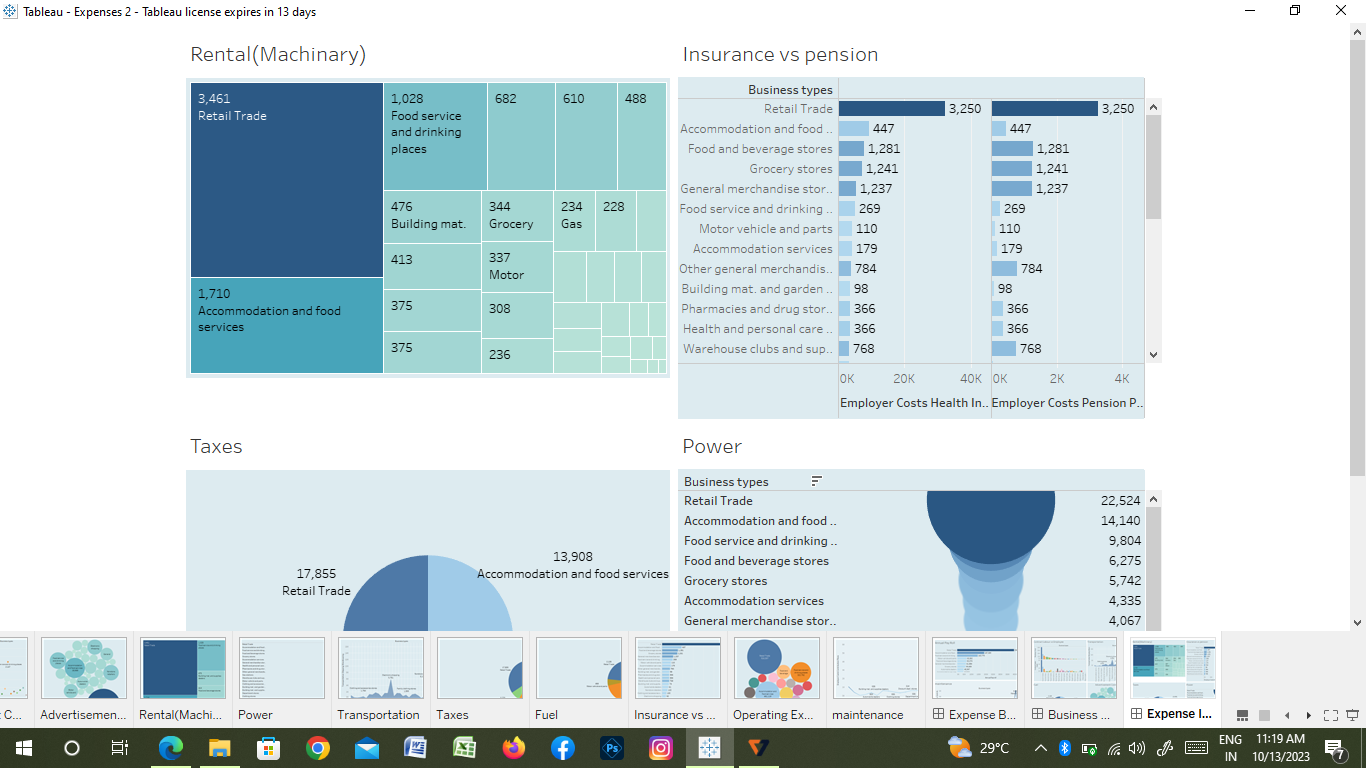 Tableau - Expenses 2 - Tableau license expires in 13 days
Rental(Machinary)
3,461
Retail Trade
1,710
Accommodation and food
services
1,028
Food service
and drinking
places
682
610
488
476
Building mat.
413
375
375
344
Grocery
337
Motor
308
236
234
Gas
228
Insurance vs pension
Business types
Retail Trade 3,250 3,250
Accommodation and food .. 447 447
Food and beverage stores 1,281 1,281
Grocery stores 1,241 1,241
General merchandise stor.. 1,237 1,237
Food service and drinking .. 269 269
Motor vehicle and parts 110 110
Accommodation services 179 179
Other general merchandis.. 784 784
Building mat. and garden .. 98 98
Pharmacies and drug stor.. 366 366
Health and personal care .. 366 366
Warehouse clubs and sup.. 768 768
0K 20K 40K 0K 2K 4K
Employer Costs Health In.. Employer Costs Pension P..
Taxes
17,855
Retail Trade
13,908
Accommodation and food services
Power
Business types
Retail Trade 22,524
Accommodation and food .. 14,140
Food service and drinking .. 9,804
Food and beverage stores 6,275
Grocery stores 5,742
Accommodation services 4,335
General merchandise stor.. 4,067
t C... Advertisemen... Rental(Machi... Power Transportation Taxes Fuel Insurance vs ... Operating Ex... maintenance Expense B... Business ... Expense I...
29°C
ENG
IN
11:19 AM
10/13/2023
7